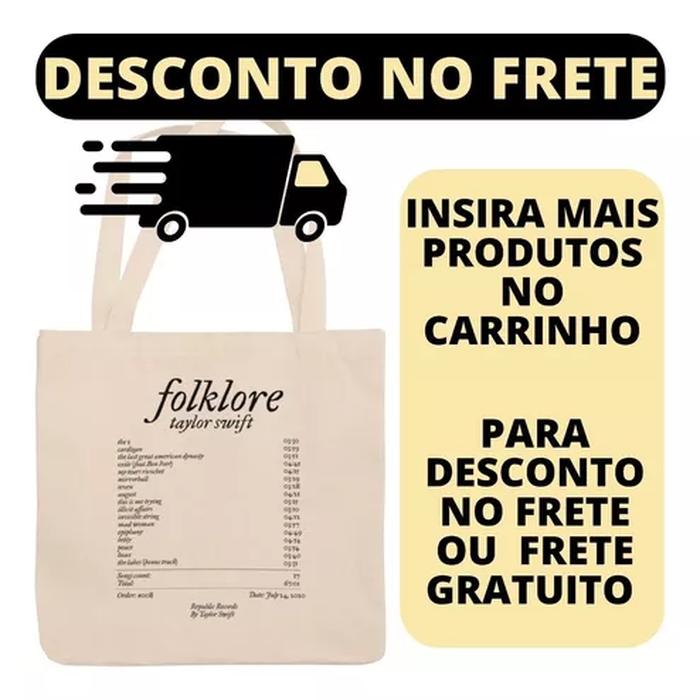 DESCONTO NO FRETE
INSIRA MAIS
PRODUTOS
NO
CARRINHO
PARA
DESCONTO
NO FRETE
OU FRETE
GRATUITO
folklore
taylor swift
the 1
cardigan
the last great american dynasty
exile (feat. Bon Iver)
my tears ricochet
mirrorball
seven
august
this is me trying
illicit affairs
invisible string
mad woman
epiphany
betty
peace
hoax
the lakes (bonus track)
Songs count: 17
Total:
Order: #008 Date: July 24, 2020
Republic Records
By Taylor Swift